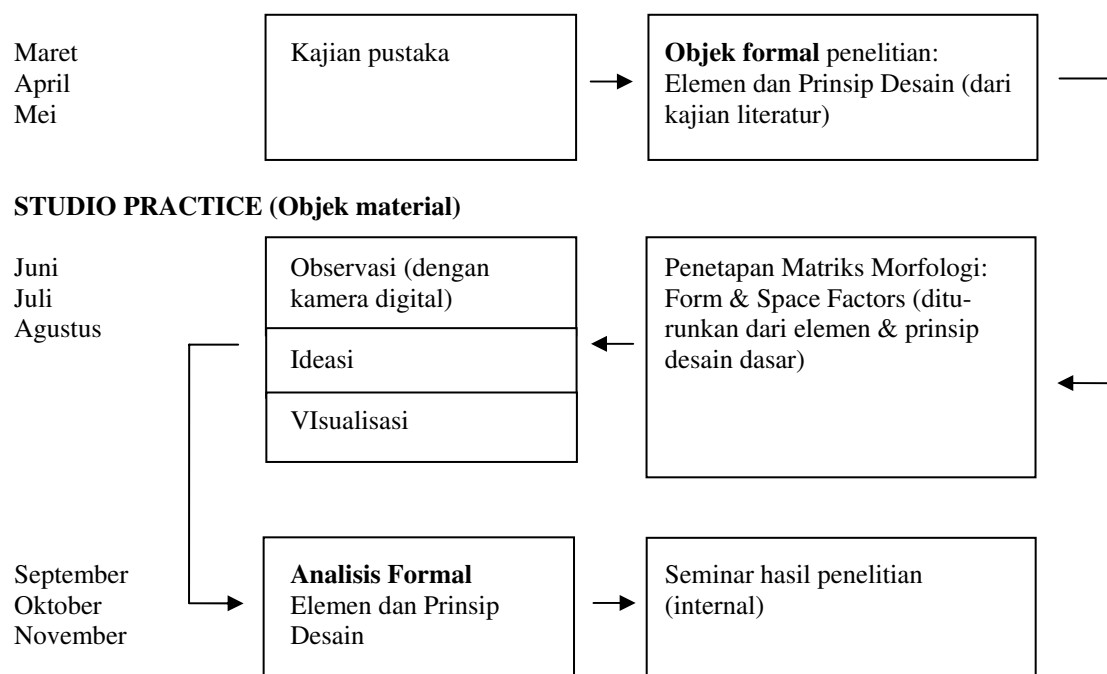 Maret
April
Mei
Kajian pustaka
Objek formal penelitian:
Elemen dan Prinsip Desain (dari
kajian literatur)
STUDIO PRACTICE (Objek material)
Juni
Juli
Agustus
Observasi (dengan
kamera digital)
Ideasi
VIsualisasi
Penetapan Matriks Morfologi:
Form & Space Factors (ditu-
runkan dari elemen & prinsip
desain dasar)
September
Oktober
November
Analisis Formal
Elemen dan Prinsip
Desain
Seminar hasil penelitian
(internal)